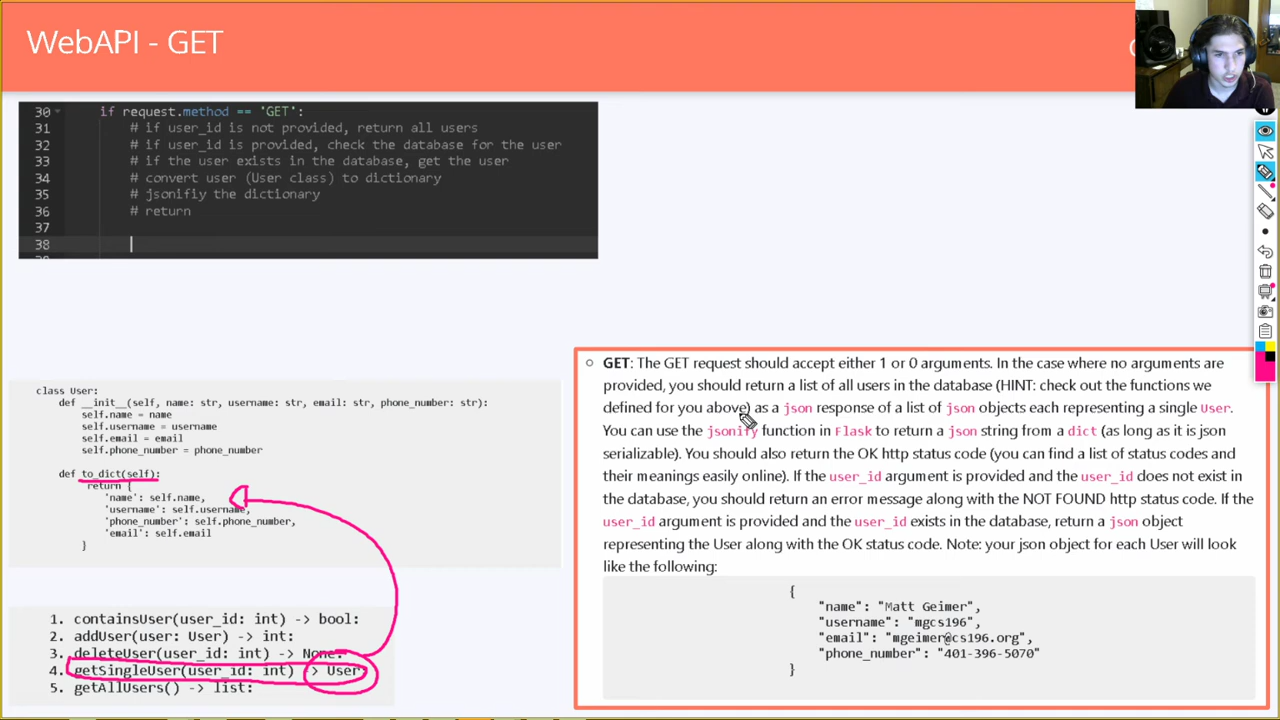 WebAPI - GET
30 if request.method == 'GET':
31 # if user_id is not provided, return all users
32 # if user_id is provided, check the database for the user
33 # if the user exists in the database, get the user
34 # convert user (User class) to dictionary
35 # jsonifiy the dictionary
36 # return
37
38
class User:
def __init__(self, name: str, username: str, email: str, phone_number: str):
self.name = name
self.username = username
self.email = email
self.phone_number = phone_number
def to_dict(self):
return {
'name': self.name,
'username': self.username,
'phone_number': self.phone_number,
'email': self.email
}
1. containsUser(user_id: int) -> bool:
2. addUser(user: User) -> int:
3. deleteUser(user_id: int) -> None:
4. getSingleUser(user_id: int) -> User
5. getAllUsers() -> list:
GET: The GET request should accept either 1 or 0 arguments. In the case where no arguments are
provided, you should return a list of all users in the database (HINT: check out the functions we
defined for you above) as a json response of a list of json objects each representing a single User.
You can use the jsonify function in Flask to return a json string from a dict (as long as it is json
serializable). You should also return the OK http status code (you can find a list of status codes and
their meanings easily online). If the user_id argument is provided and the user_id does not exist in
the database, you should return an error message along with the NOT FOUND http status code. If the
user_id argument is provided and the user_id exists in the database, return a json object
representing the User along with the OK status code. Note: your json object for each User will look
like the following:
{
"name": "Matt Geimer",
"username": "mgcs196",
"email": "mgeimer@cs196.org",
"phone_number": "401-396-5070"
}